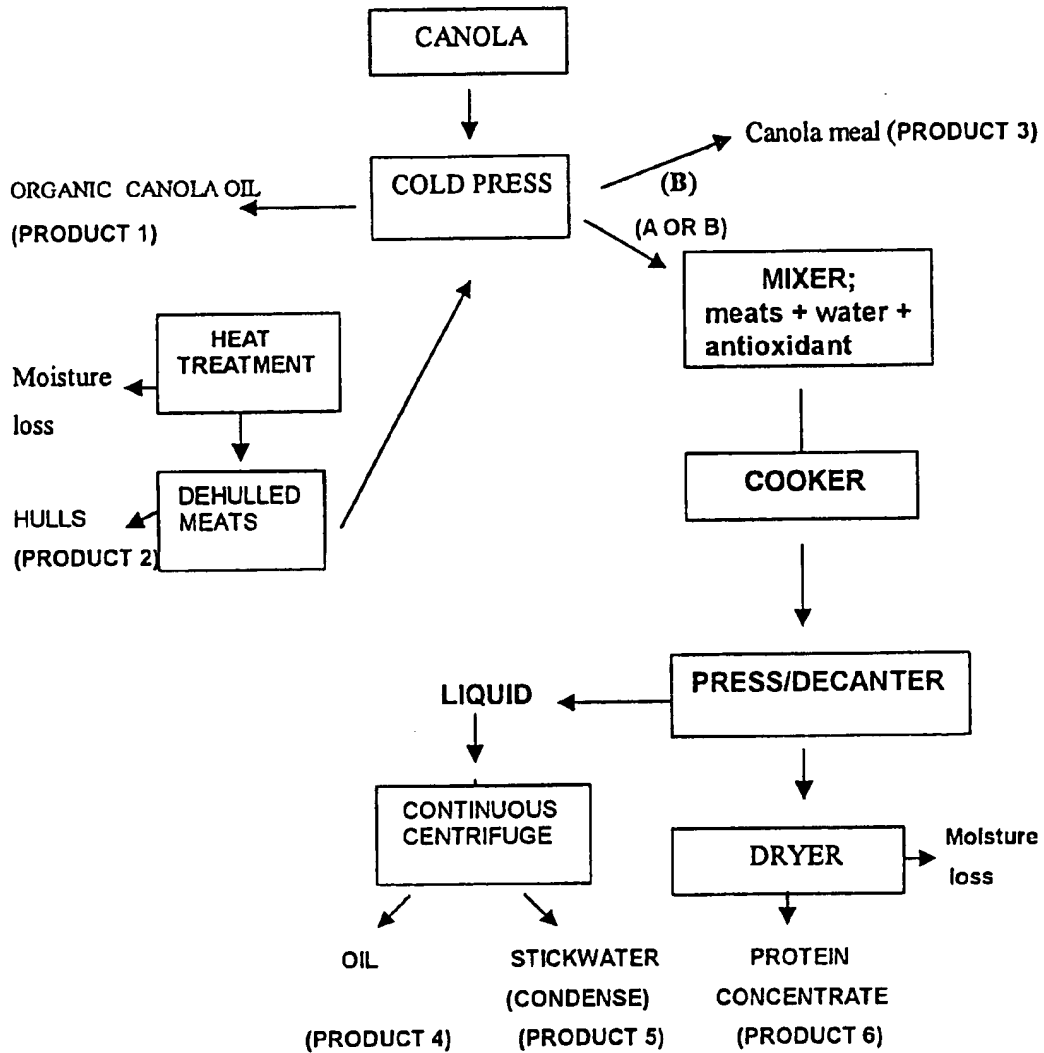 CANOLA
COLD PRESS
Canola meal (PRODUCT 3)
(B)
(A OR B)
ORGANIC CANOLA OIL
(PRODUCT 1)
MIXER;
meats + water +
antioxidant
HEAT
TREATMENT
Moisture
loss
DEHULLED
MEATS
HULLS
(PRODUCT 2)
COOKER
PRESS/DECANTER
LIQUID
CONTINUOUS
CENTRIFUGE
DRYER
Moisture
loss
OIL
(PRODUCT 4)
STICKWATER
(CONDENSE)
(PRODUCT 5)
PROTEIN
CONCENTRATE
(PRODUCT 6)